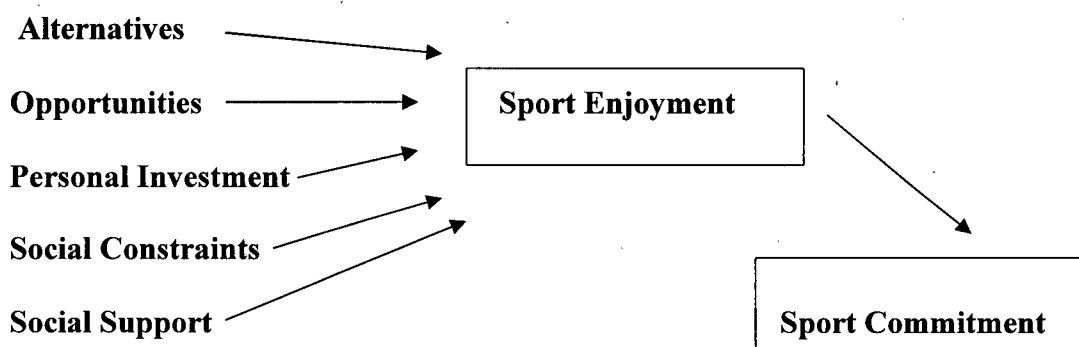 Alternatives
Opportunities
Sport Enjoyment
Personal Investment
Social Constraints
Social Support
Sport Commitment